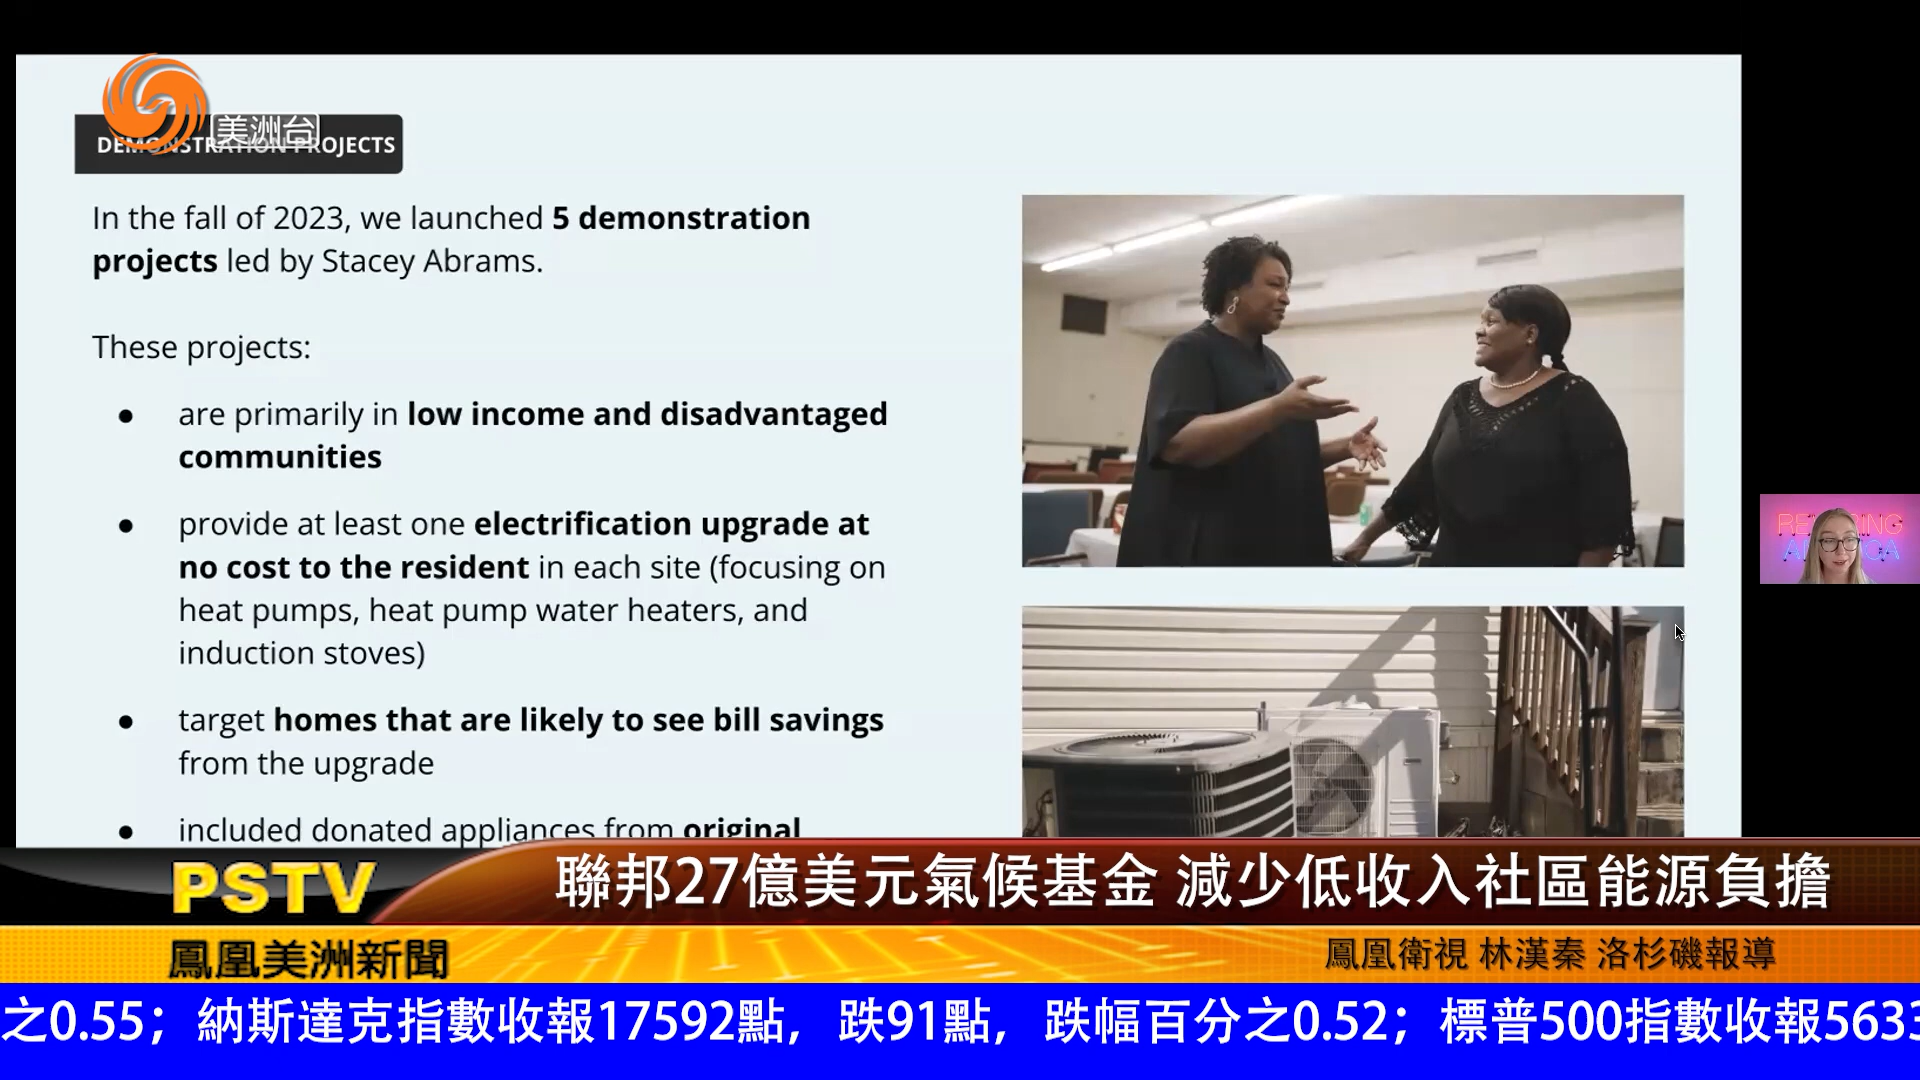 美洲台
DEMONSTRATION PROJECTS
In the fall of 2023, we launched 5 demonstration
projects led by Stacey Abrams.
These projects:
● are primarily in low income and disadvantaged
communities
● provide at least one electrification upgrade at
no cost to the resident in each site (focusing on
heat pumps, heat pump water heaters, and
induction stoves)
● target homes that are likely to see bill savings
from the upgrade
● included donated appliances from original
PSTV
聯邦27億美元氣候基金 減少低收入社區能源負擔
鳳凰美洲新聞
鳳凰衛視 林漢秦 洛杉磯報導
之0.55；納斯達克指數收報17592點，跌91點，跌幅百分之0.52；標普500指數收報5633